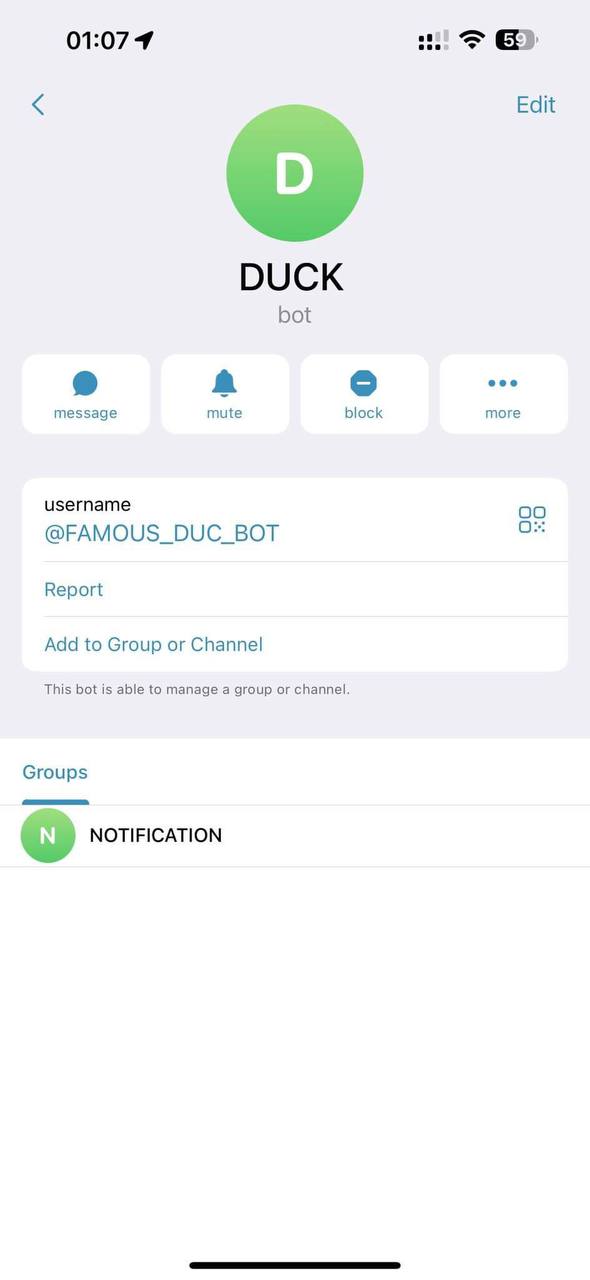 01:07
59
Edit
D
DUCK
bot
message
mute
block
more
username
@FAMOUS_DUC_BOT
Report
Add to Group or Channel
This bot is able to manage a group or channel.
Groups
N
NOTIFICATION